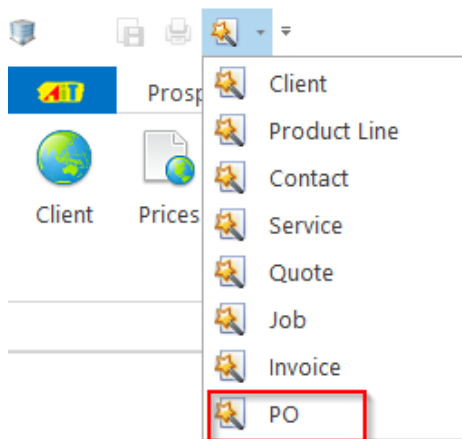 AiT
Prosp
Client
Prices
Client
Product Line
Contact
Service
Quote
Job
Invoice
PO